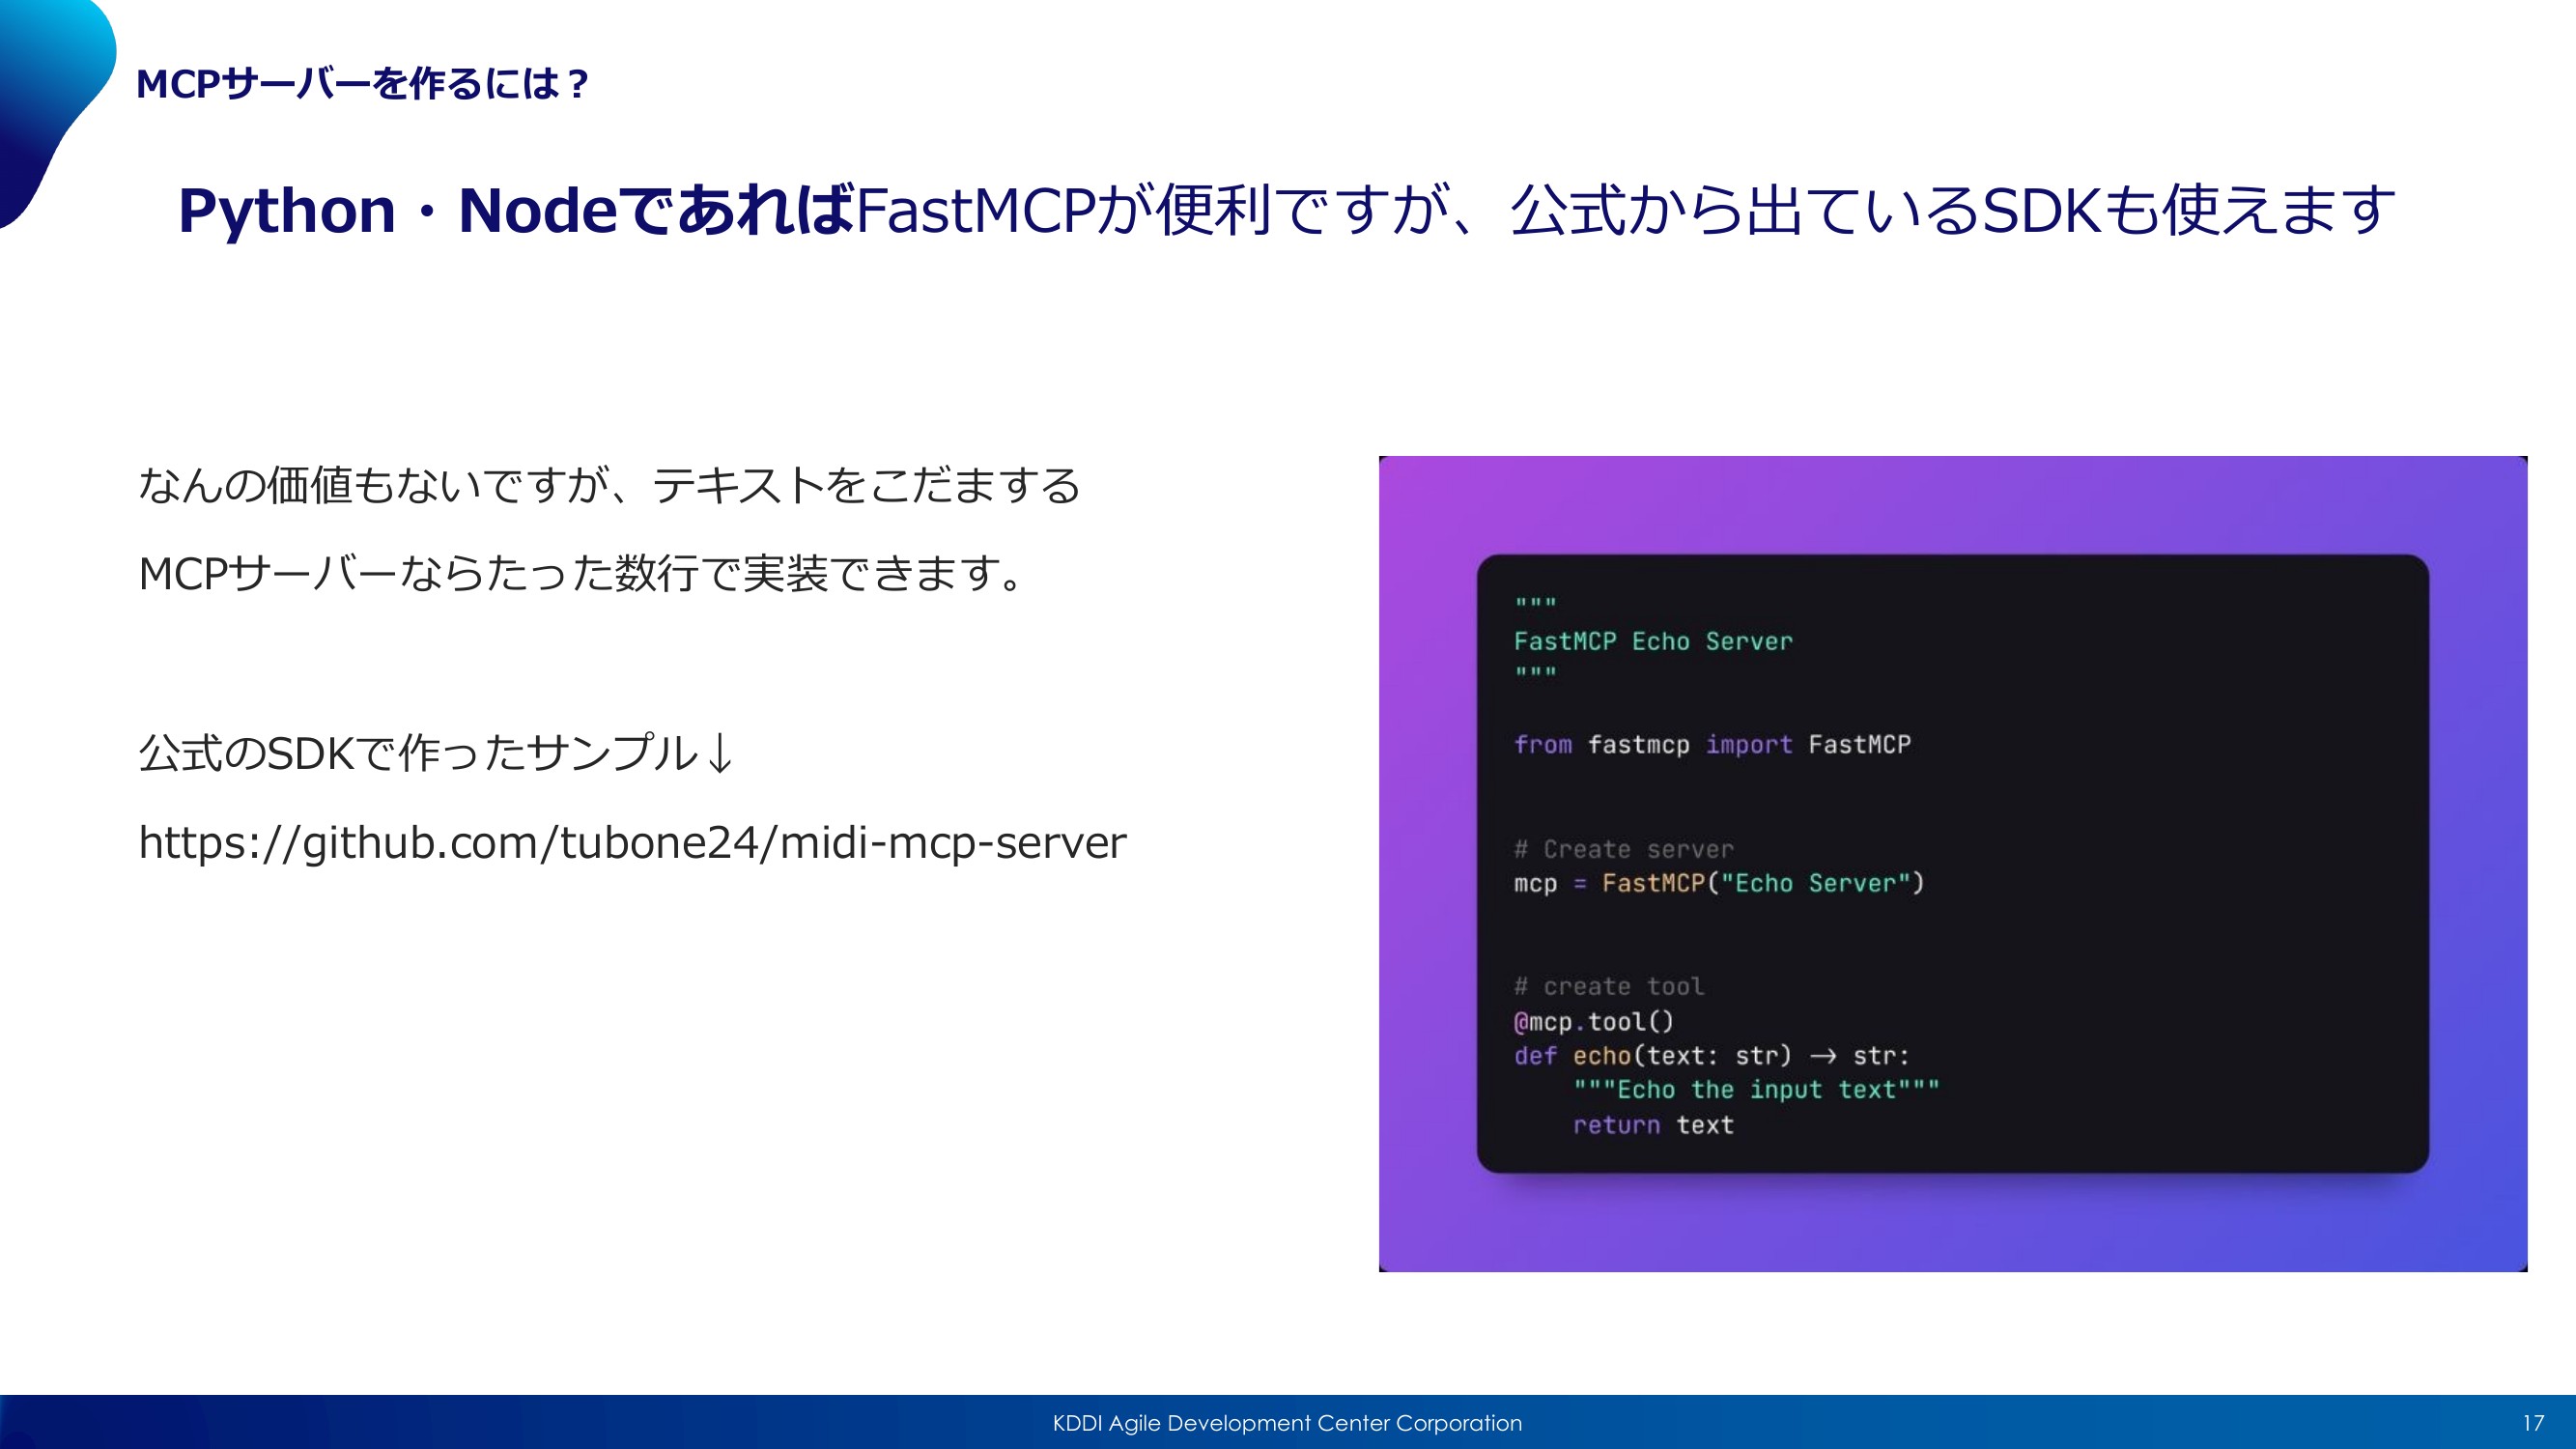 MCPサーバーを作るには？
Python・NodeであればFastMCPが便利ですが、公式から出ているSDKも使えます
なんの価値もないですが、テキストをこだまする
MCPサーバーならたった数行で実装できます。
公式のSDKで作ったサンプル↓
https://github.com/tubone24/midi-mcp-server
"""
FastMCP Echo Server
"""
from fastmcp import FastMCP
# Create server
mcp = FastMCP("Echo Server")
# create tool
@mcp.tool()
def echo(text: str) → str:
    """Echo the input text"""
    return text
KDDI Agile Development Center Corporation
17